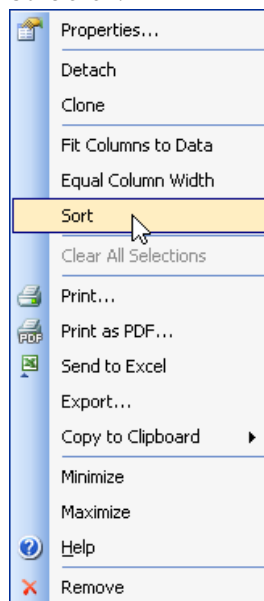 Properties...
Detach
Clone
Fit Columns to Data
Equal Column Width
Sort
Clear All Selections
Print...
PDF
Print as PDF...
Send to Excel
Export...
Copy to Clipboard
Minimize
Maximize
Help
Remove